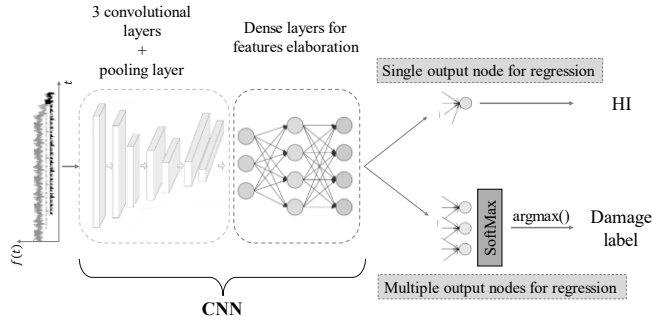 3 convolutional
layers
+
pooling layer
Dense layers for
features elaboration
Single output node for regression
HI
t
f(t)
SoftMax
argmax()
Damage
label
Multiple output nodes for regression
CNN